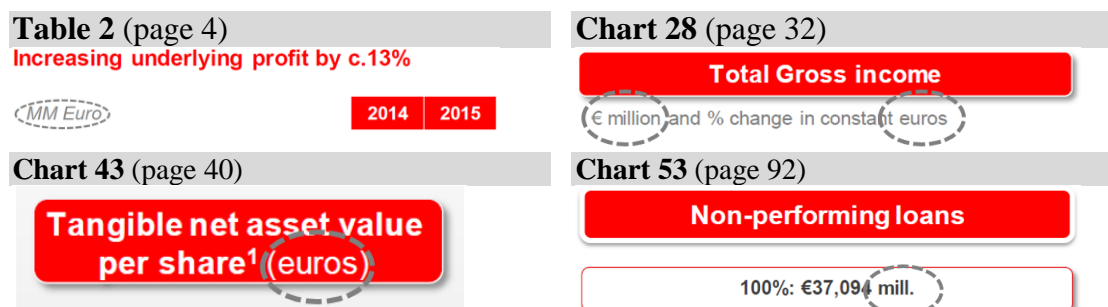 Table 2 (page 4)
Increasing underlying profit by c.13%
MM Euro
2014 2015
Chart 28 (page 32)
Total Gross income
€ million and % change in constant euros
Chart 43 (page 40)
Tangible net asset value
per share1 (euros)
Chart 53 (page 92)
Non-performing loans
100%: €37,094 mill.